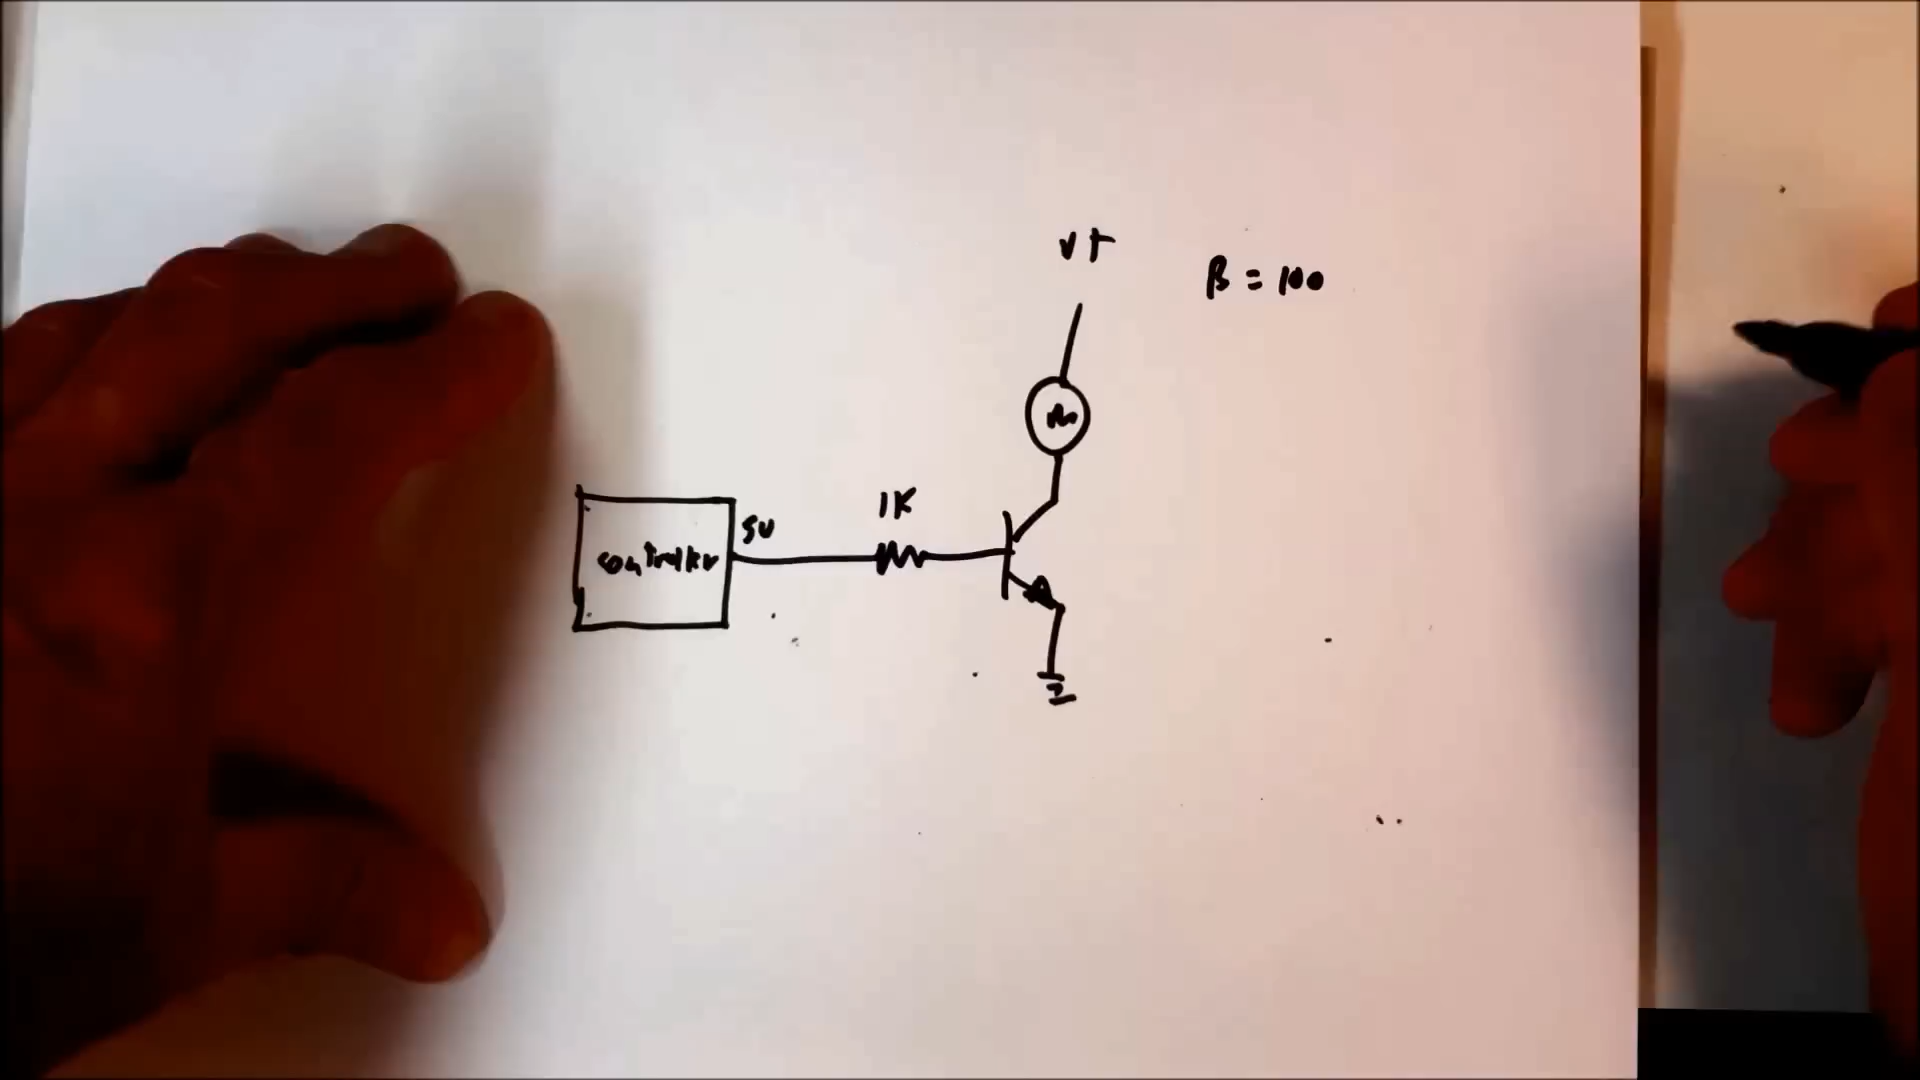 V+
β = 100
M
1K
5V
controller